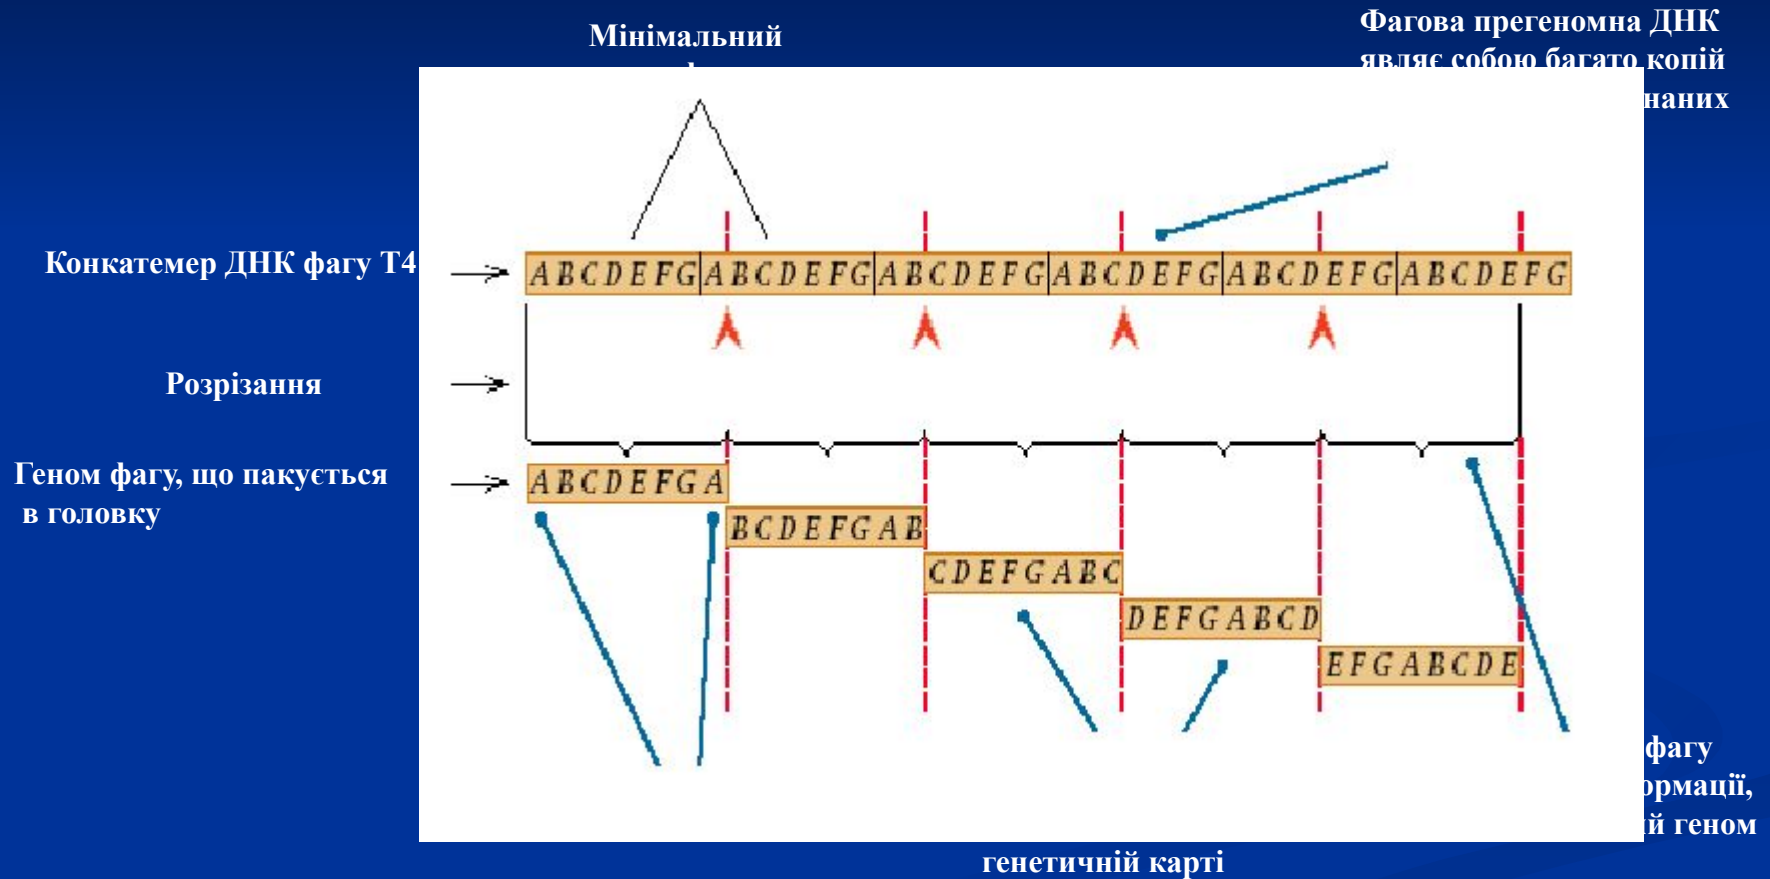 Мінімальний
Фагова прегеномна ДНК
являє собою багато копій
наних
Конкатемер ДНК фагу Т4
ABCDEFG ABCDEFG ABCDEFG ABCDEFG ABCDEFG ABCDEFG
Розрізання
Геном фагу, що пакується
в головку
ABCDEFGA
BCDEFGAB
CDEFGABC
DEFGABCD
EFGABCDE
фагу
ормації,
й геном
генетичній карті